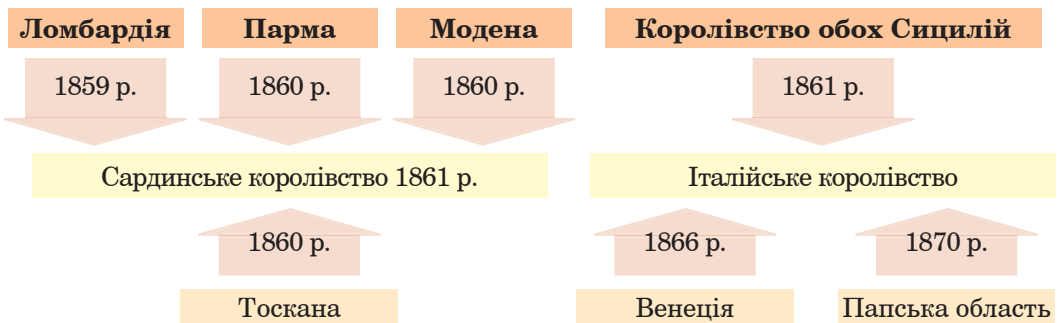 Ломбардія Парма Модена Королівство обох Сицилій
1859 р. 1860 р. 1860 р. 1861 р.
Сардинське королівство 1861 р. Італійське королівство
1860 р. 1866 р. 1870 р.
Тоскана Венеція Папська область